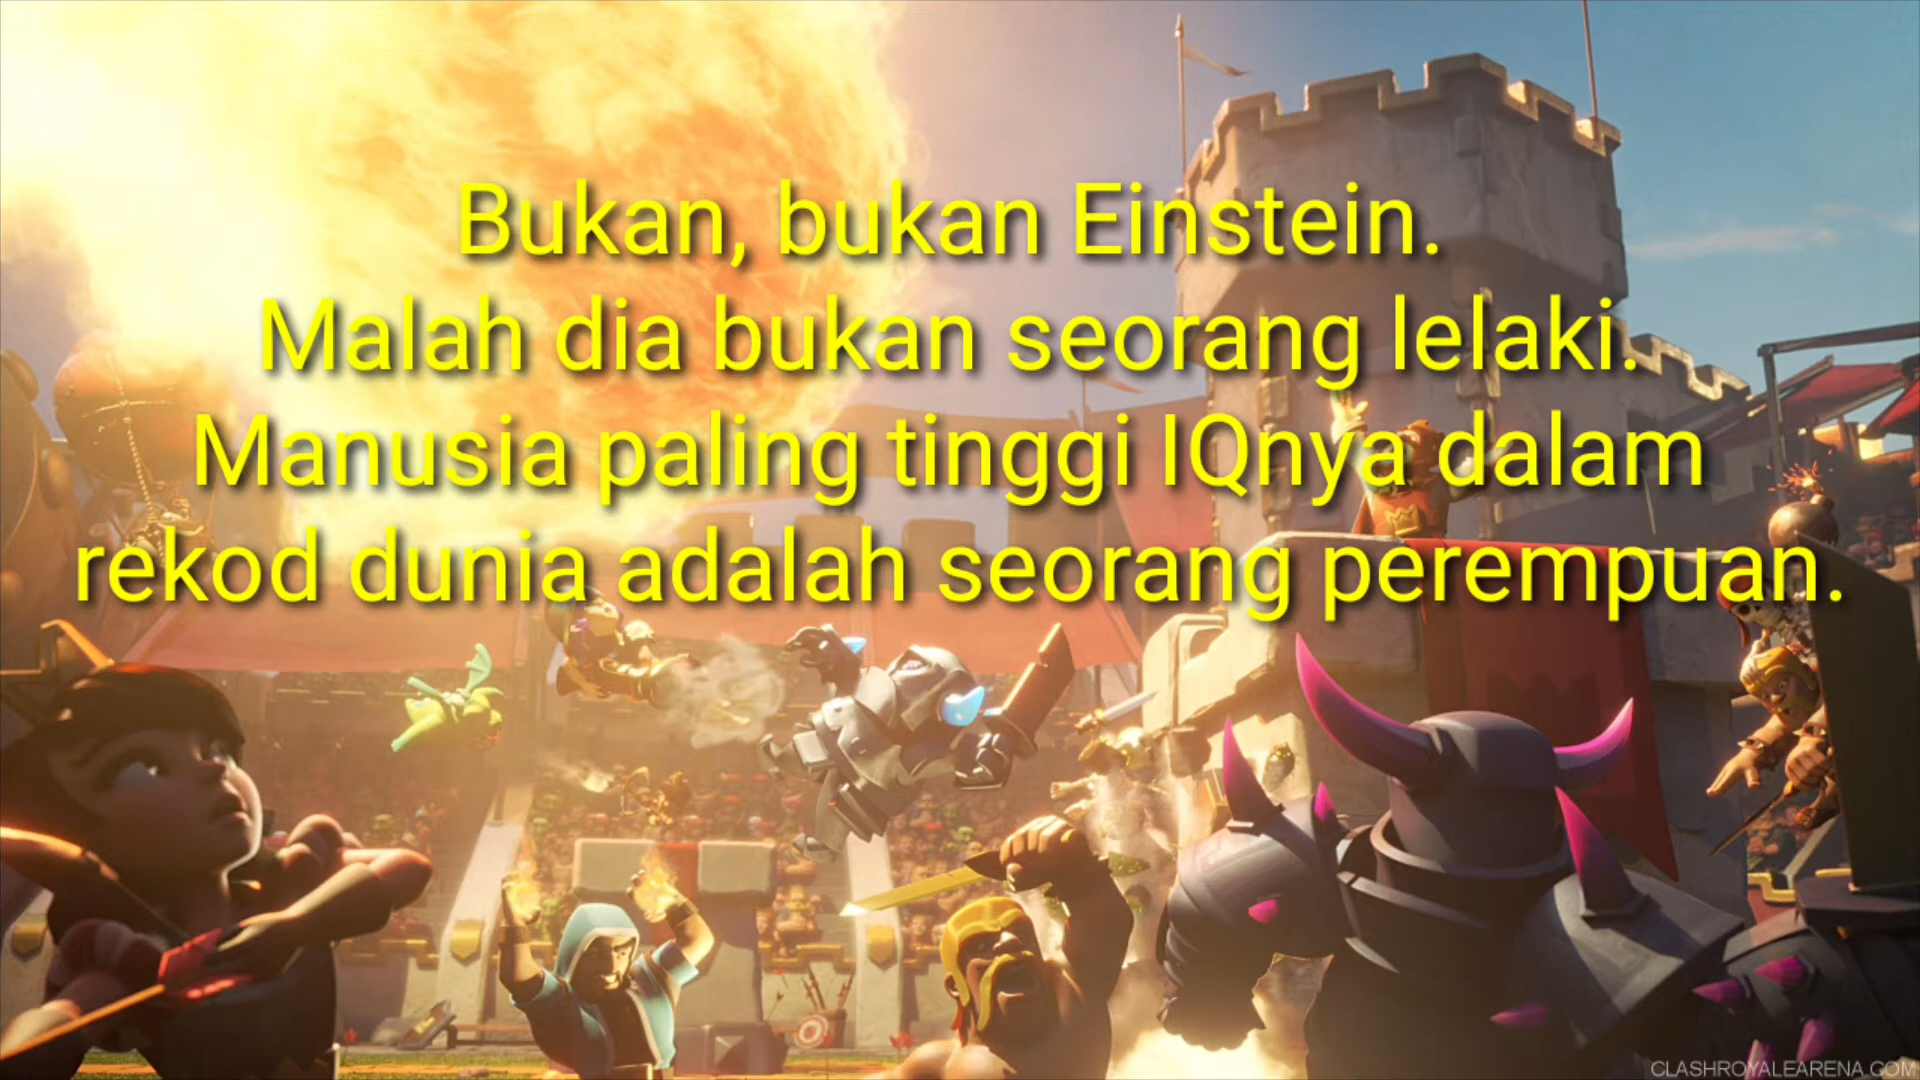 Bukan, bukan Einstein.
Malah dia bukan seorang lelaki.
Manusia paling tinggi IQnya dalam
rekod dunia adalah seorang perempuan.
CLASHROYALEARENA.COM